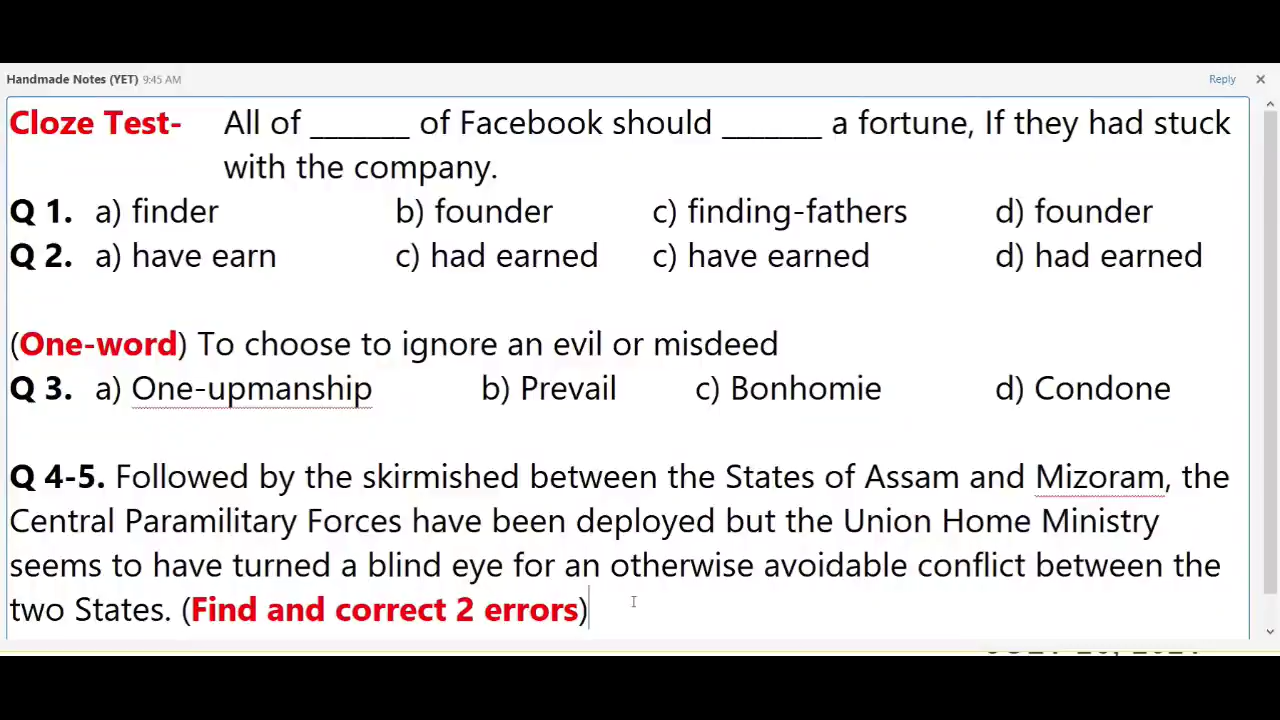 Handmade Notes (YET) 9:45 AM Reply
Cloze Test- All of _______ of Facebook should _______ a fortune, If they had stuck
with the company.
Q 1. a) finder b) founder c) finding-fathers d) founder
Q 2. a) have earn c) had earned c) have earned d) had earned
(One-word) To choose to ignore an evil or misdeed
Q 3. a) One-upmanship b) Prevail c) Bonhomie d) Condone
Q 4-5. Followed by the skirmished between the States of Assam and Mizoram, the
Central Paramilitary Forces have been deployed but the Union Home Ministry
seems to have turned a blind eye for an otherwise avoidable conflict between the
two States. (Find and correct 2 errors)